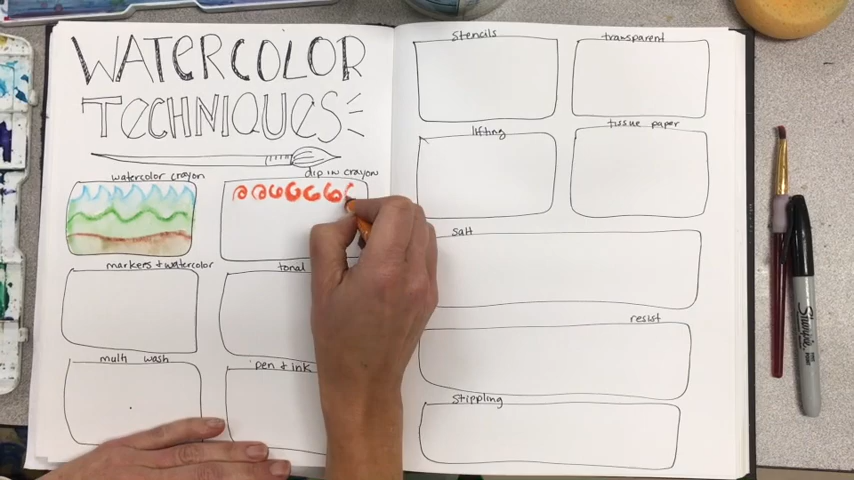 WATERCOLOR
TECHNIQUES
watercolor crayon
dip in crayon
markers + watercolor
tonal
multi wash
pen + ink
Stencils
transparent
lifting
tissue paper
salt
resist
Stippling
Sharpie